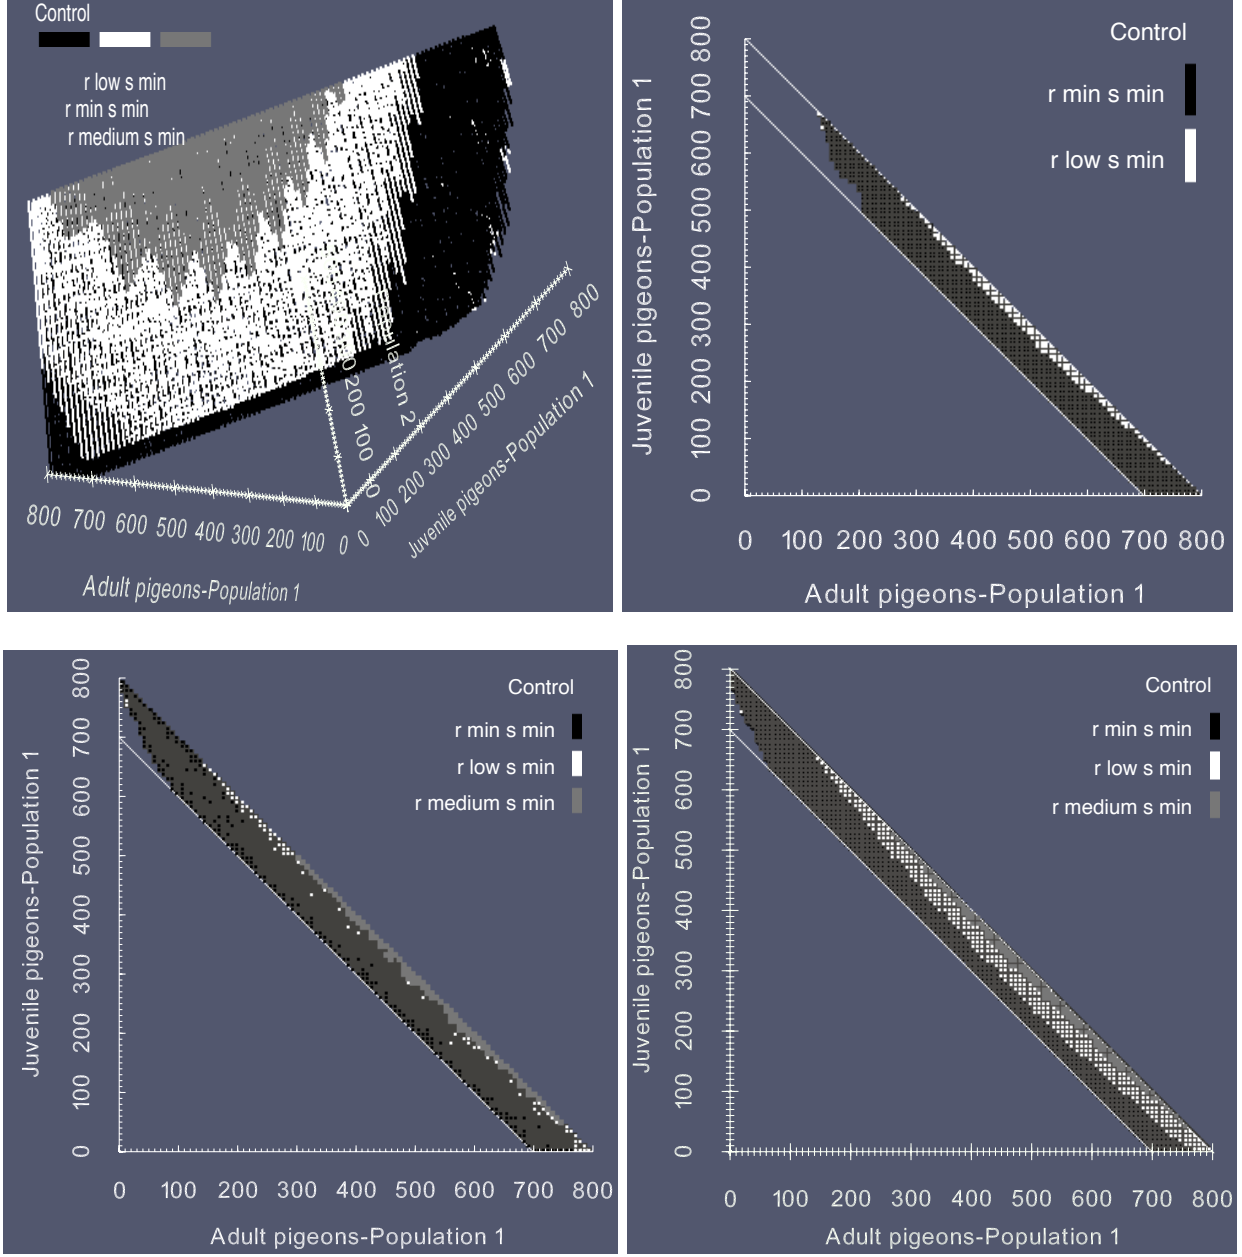 Control
r low s min
r min s min
r medium s min
0 200 100 0
ulation 2
800 700 600 500 400 300 200 100 0
0 100 200 300 400 500 600 700 800
Juvenile pigeons-Population 1
Adult pigeons-Population 1
Control
r min s min
r low s min
Juvenile pigeons-Population 1
800
700
600
500
400
300
200
100
0
0 100 200 300 400 500 600 700 800
Adult pigeons-Population 1
Control
r min s min
r low s min
r medium s min
Juvenile pigeons-Population 1
800
700
600
500
400
300
200
100
0
0 100 200 300 400 500 600 700 800
Adult pigeons-Population 1
Control
r min s min
r low s min
r medium s min
Juvenile pigeons-Population 1
800
700
600
500
400
300
200
100
0
0 100 200 300 400 500 600 700 800
Adult pigeons-Population 1